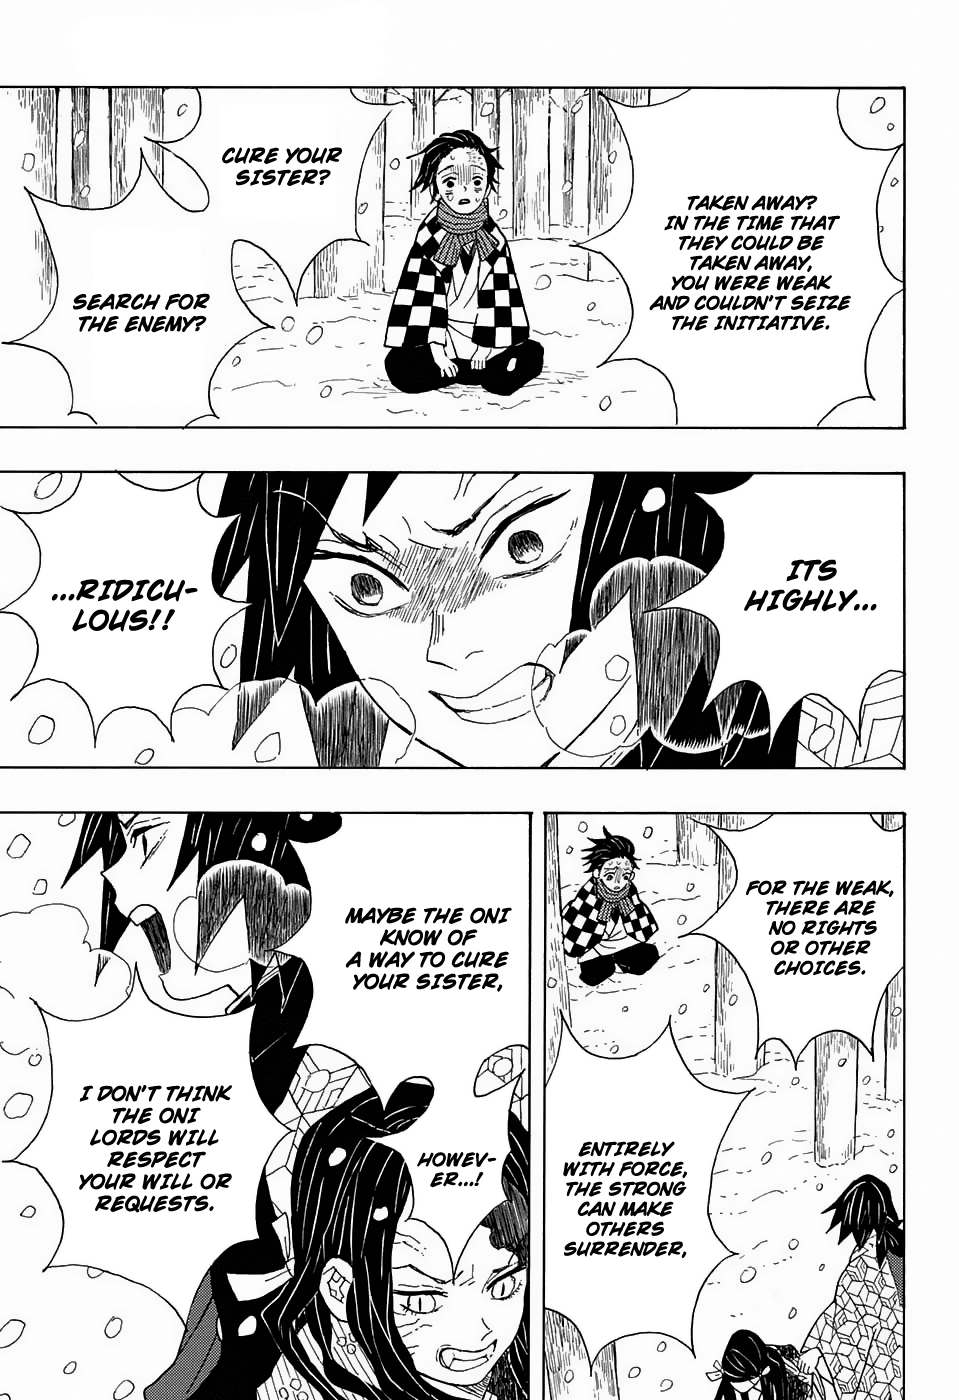 TAKEN AWAY?
IN THE TIME THAT
THEY COULD BE
TAKEN AWAY,
YOU WERE WEAK
AND COULDN'T SEIZE
THE INITIATIVE.
CURE YOUR
SISTER?
SEARCH FOR
THE ENEMY?
ITS
HIGHLY...
...RIDICU-
LOUS!!
FOR THE WEAK,
THERE ARE
NO RIGHTS
OR OTHER
CHOICES.
ENTIRELY
WITH FORCE,
THE STRONG
CAN MAKE
OTHERS
SURRENDER,
MAYBE THE ONI
KNOW OF
A WAY TO CURE
YOUR SISTER,
HOWEV-
ER...!
I DON'T THINK
THE ONI
LORDS WILL
RESPECT
YOUR WILL OR
REQUESTS.